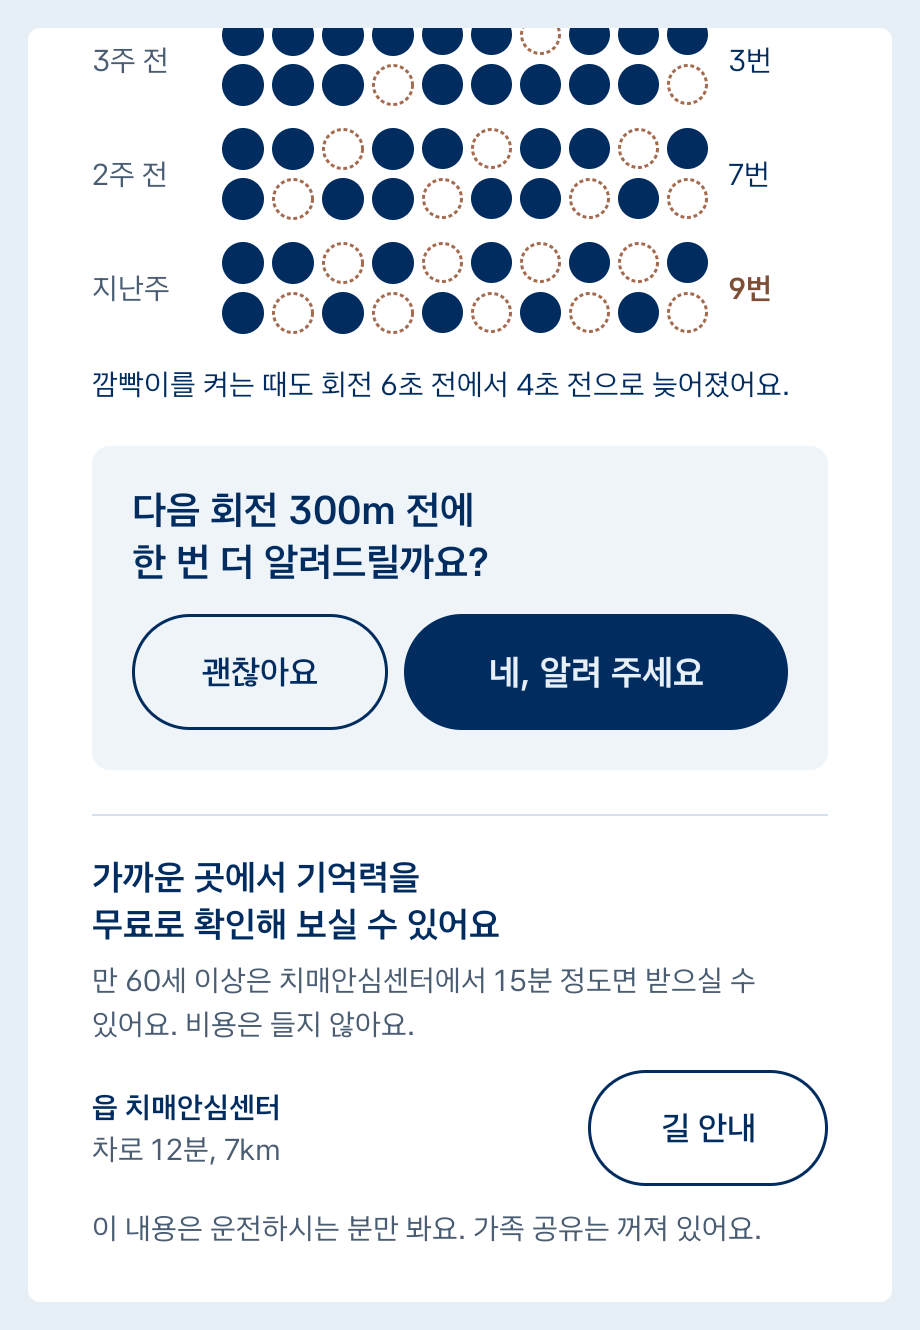 3주 전
3번
2주 전
7번
지난주
9번
깜빡이를 켜는 때도 회전 6초 전에서 4초 전으로 늦어졌어요.
다음 회전 300m 전에
한 번 더 알려드릴까요?
괜찮아요
네, 알려 주세요
가까운 곳에서 기억력을
무료로 확인해 보실 수 있어요
만 60세 이상은 치매안심센터에서 15분 정도면 받으실 수
있어요. 비용은 들지 않아요.
읍 치매안심센터
차로 12분, 7km
길 안내
이 내용은 운전하시는 분만 봐요. 가족 공유는 꺼져 있어요.